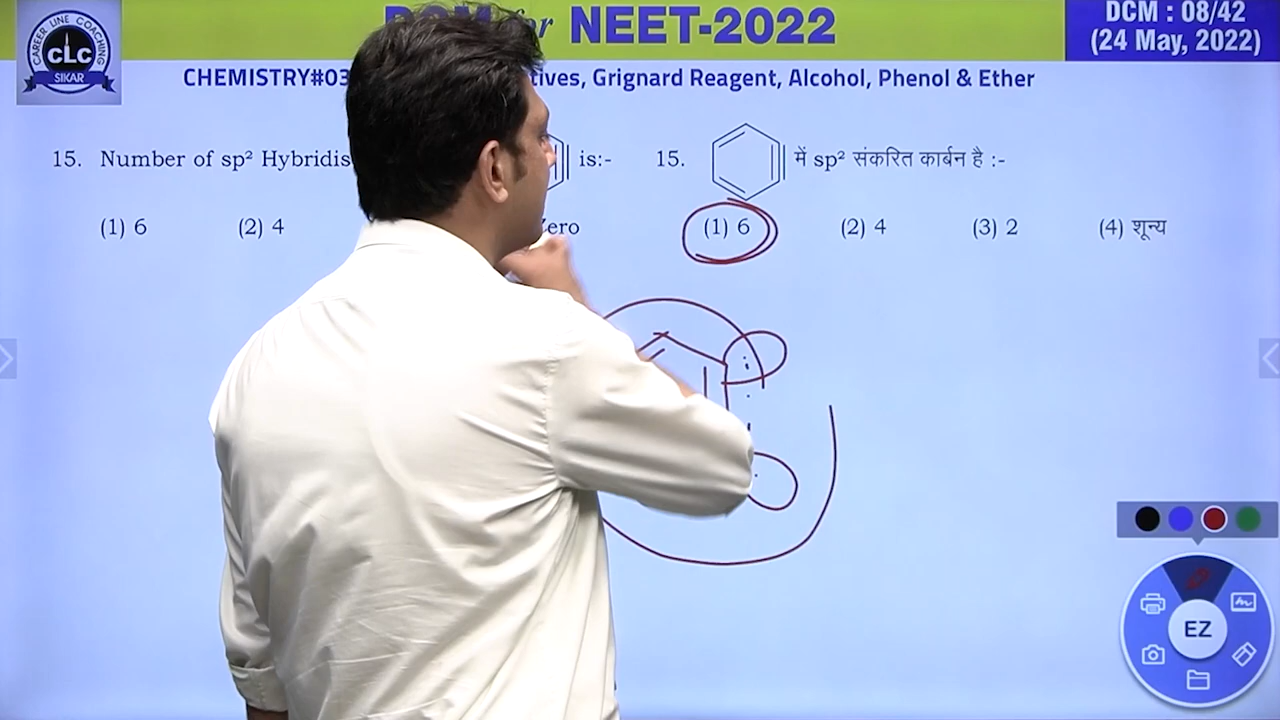 for NEET-2022
DCM : 08/42
(24 May, 2022)
CAREER LINE COACHING
CLC
SIKAR
CHEMISTRY#03 tives, Grignard Reagent, Alcohol, Phenol & Ether
15. Number of sp² Hybridis is:-
(1) 6 (2) 4 Zero
15. में sp² संकरित कार्बन है :-
(1) 6 (2) 4 (3) 2 (4) शून्य
EZ